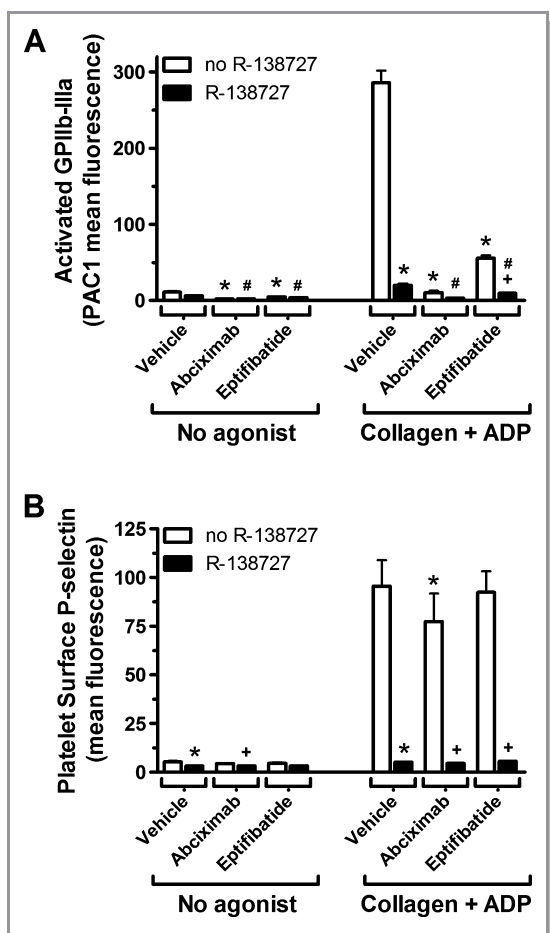 A
Activated GPIIb-IIIa
(PAC1 mean fluorescence)
no R-138727
R-138727
300
200
100
0
* # * # * * # * # +
Vehicle Abciximab Eptifibatide Vehicle Abciximab Eptifibatide
No agonist Collagen + ADP
B
Platelet Surface P-selectin
(mean fluorescence)
no R-138727
R-138727
125
100
75
50
25
0
* + * * + +
Vehicle Abciximab Eptifibatide Vehicle Abciximab Eptifibatide
No agonist Collagen + ADP